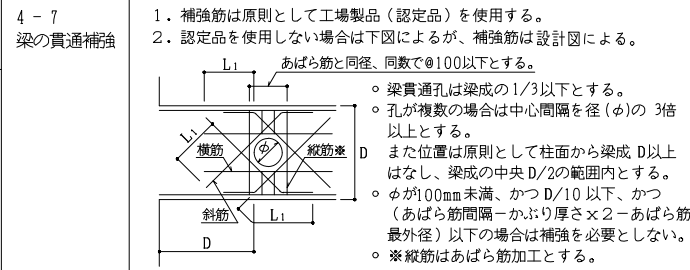 4-7
梁の貫通補強
1. 補強筋は原則として工場製品(認定品)を使用する。
2. 認定品を使用しない場合は下図によるが、補強筋は設計図による。
あばら筋と同径、同数で@100以下とする。
L1
L1
横筋
φ
縦筋※
D
斜筋
L1
D
○ 梁貫通孔は梁成の1/3以下とする。
○ 孔が複数の場合は中心間隔を径(φ)の 3倍
以上とする。
また位置は原則として柱面から梁成 D以上
はなし、梁成の中央 D/2の範囲内とする。
○ φが100mm未満、かつ D/10 以下、かつ
(あばら筋間隔−かぶり厚さ×2−あばら筋
最外径)以下の場合は補強を必要としない。
○ ※縦筋はあばら筋加工とする。